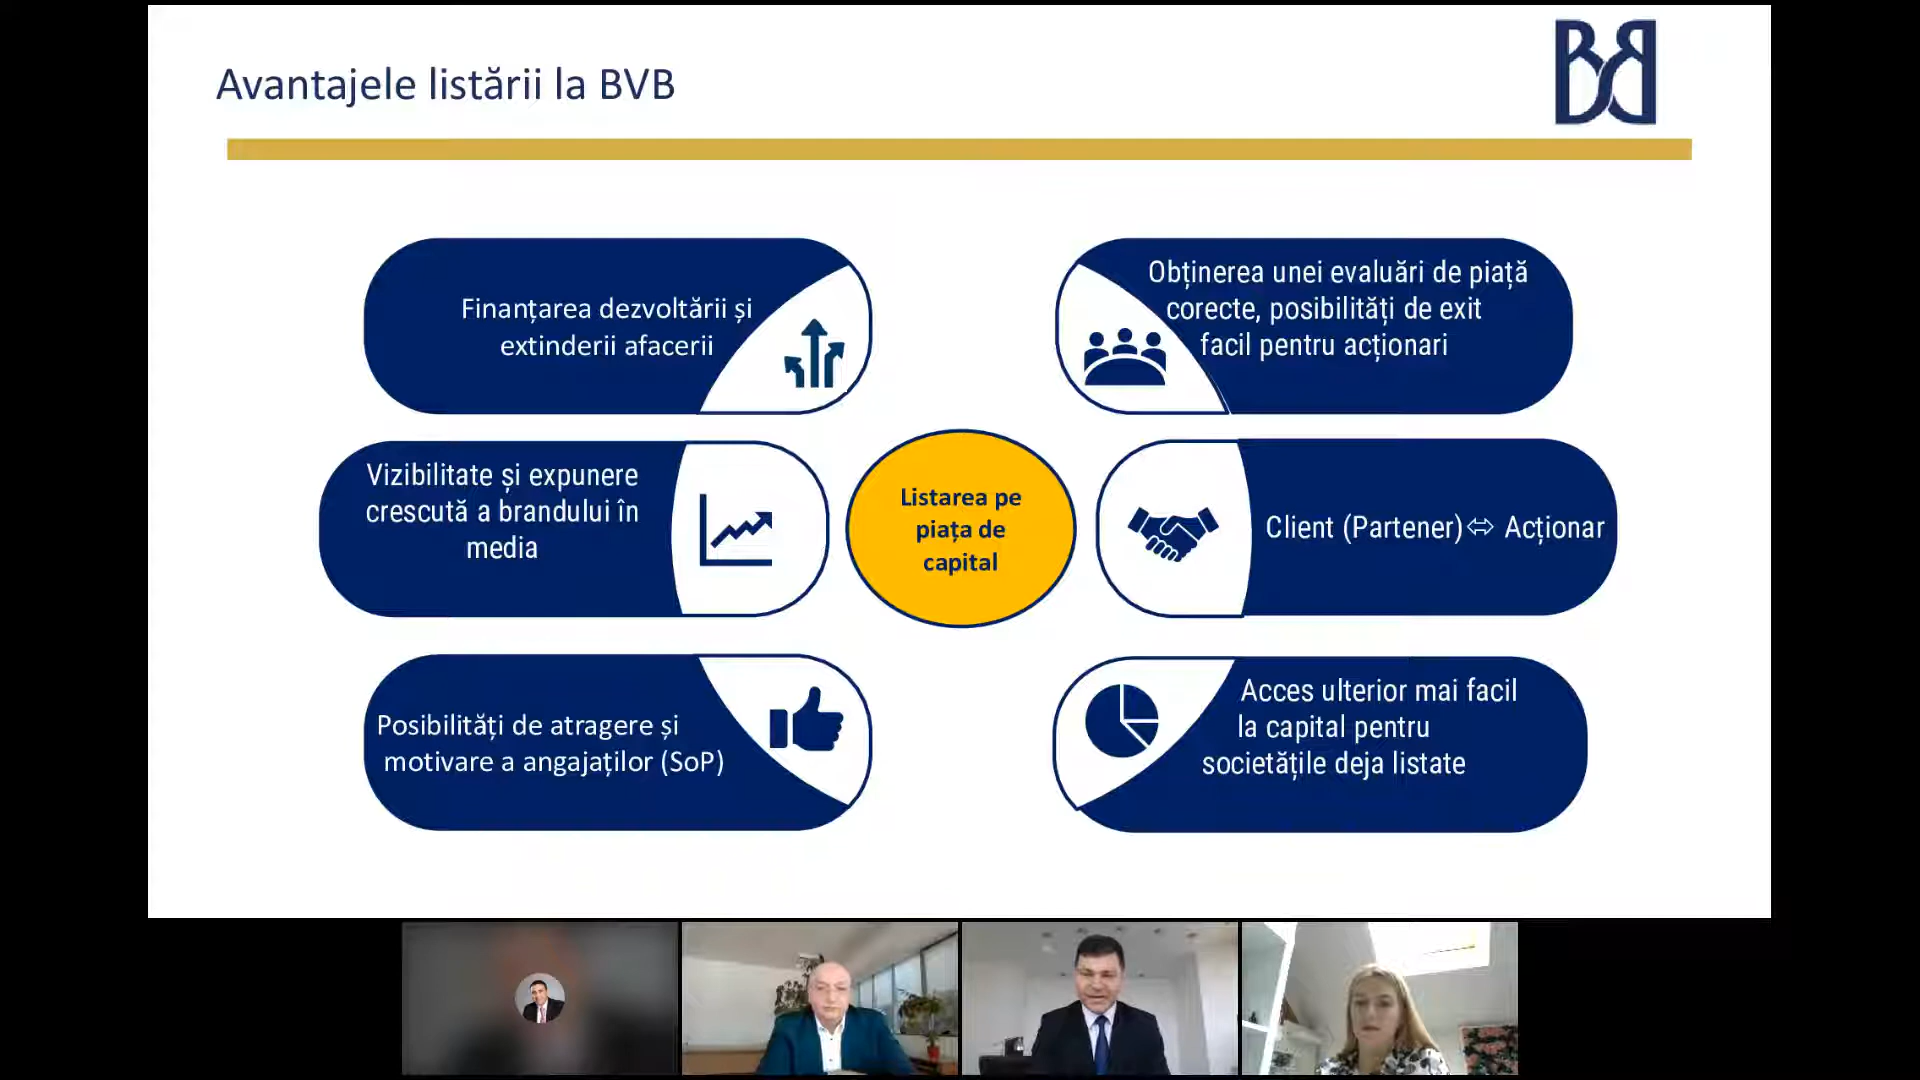 Avantajele listării la BVB
BVB
Finanțarea dezvoltării și
extinderii afacerii
Obținerea unei evaluări de piață
corecte, posibilități de exit
facil pentru acționari
Vizibilitate și expunere
crescută a brandului în
media
Listarea pe
piața de
capital
Client (Partener)⇔ Acționar
Posibilități de atragere și
motivare a angajaților (SoP)
Acces ulterior mai facil
la capital pentru
societățile deja listate